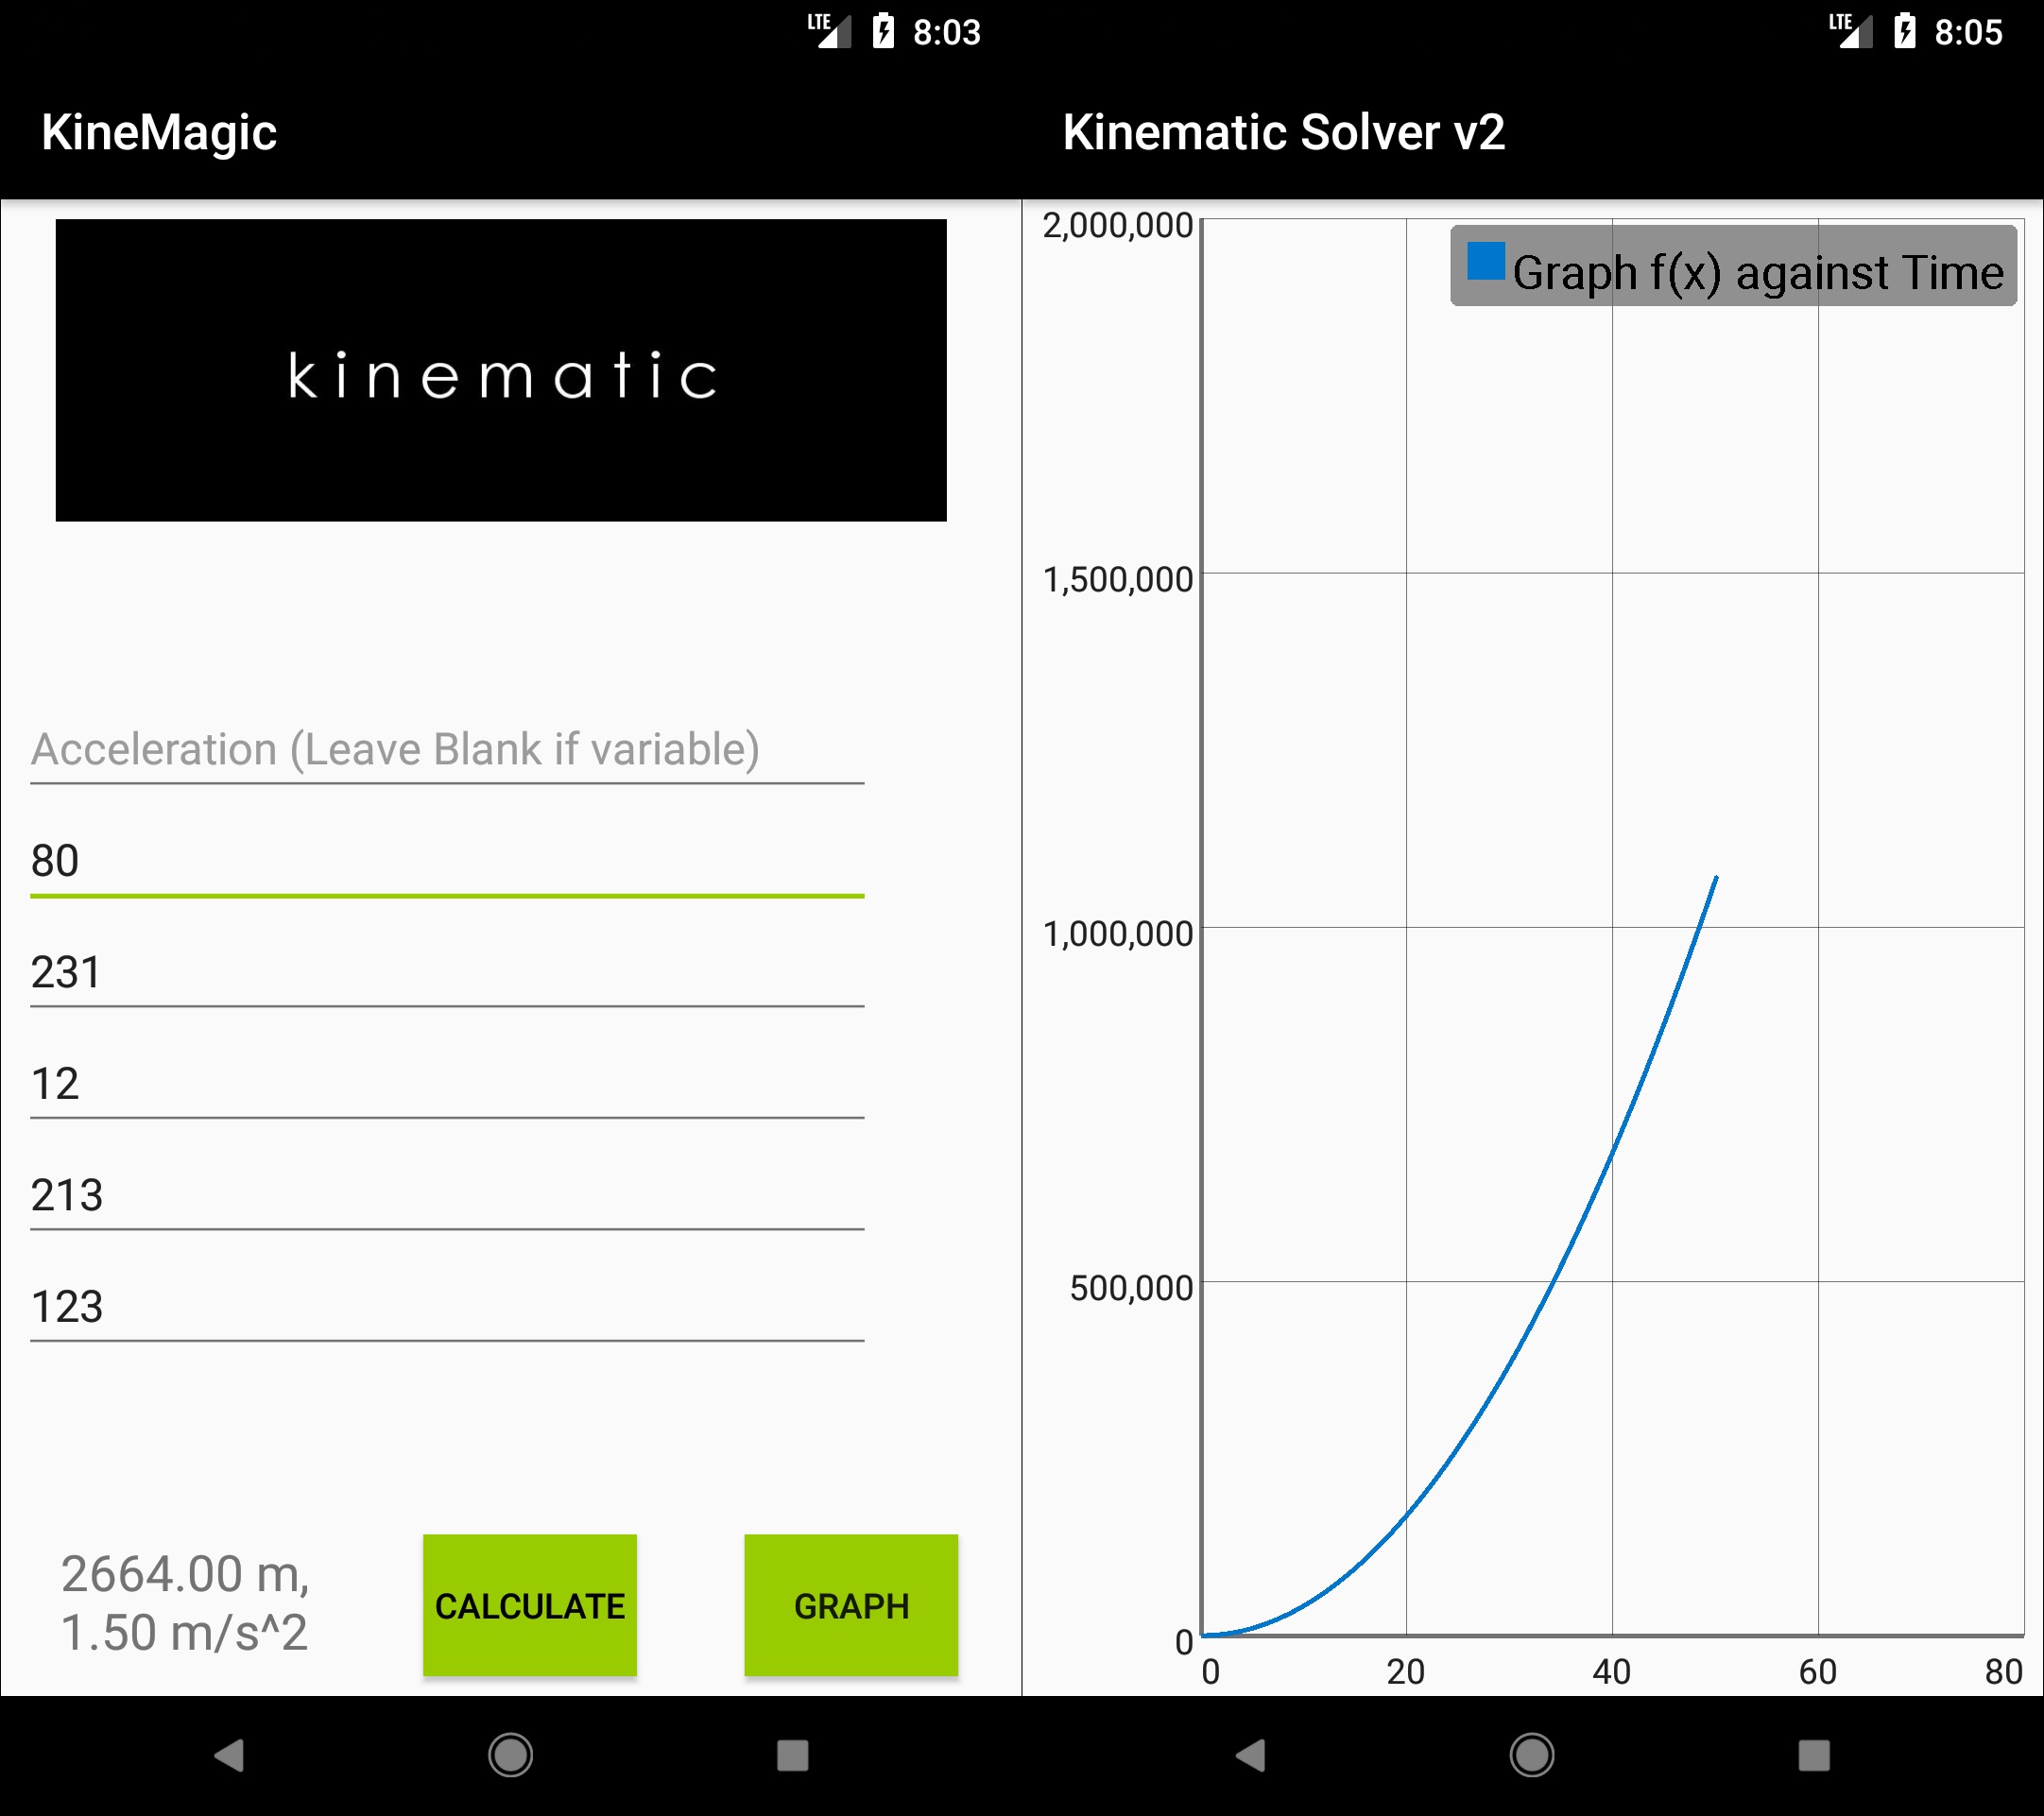 LTE 8:03
KineMagic
kinematic
Acceleration (Leave Blank if variable)
80
231
12
213
123
2664.00 m,
1.50 m/s^2
CALCULATE
GRAPH
LTE 8:05
Kinematic Solver v2
Graph f(x) against Time
2,000,000
1,500,000
1,000,000
500,000
0
0 20 40 60 80